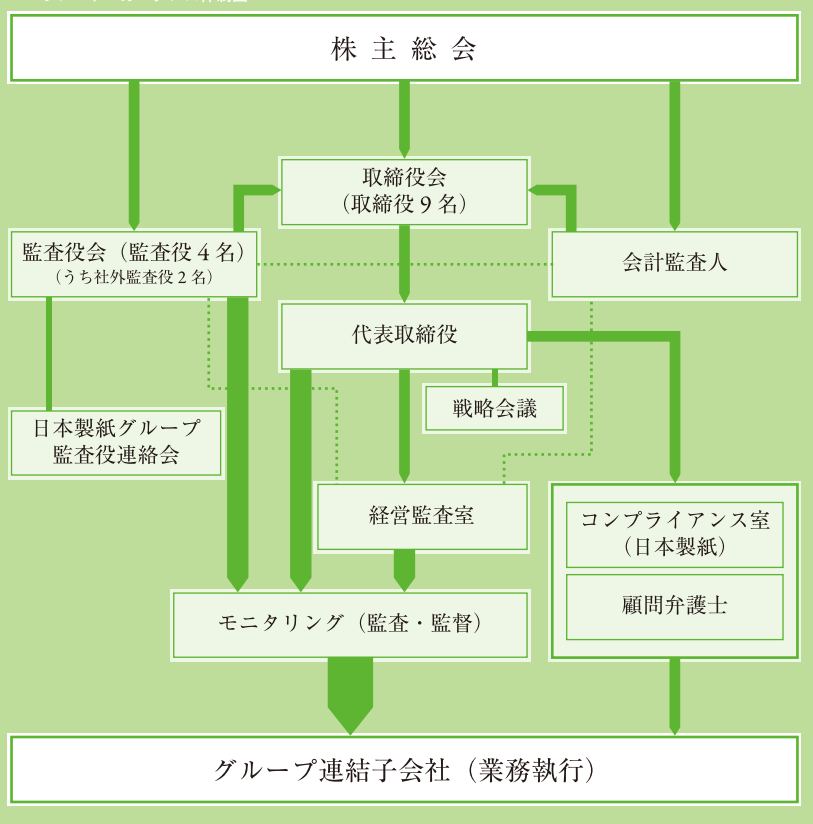 株主総会
取締役会
（取締役9名）
監査役会（監査役4名）
（うち社外監査役2名）
会計監査人
代表取締役
戦略会議
日本製紙グループ
監査役連絡会
経営監査室
コンプライアンス室
（日本製紙）
顧問弁護士
モニタリング（監査・監督）
グループ連結子会社（業務執行）